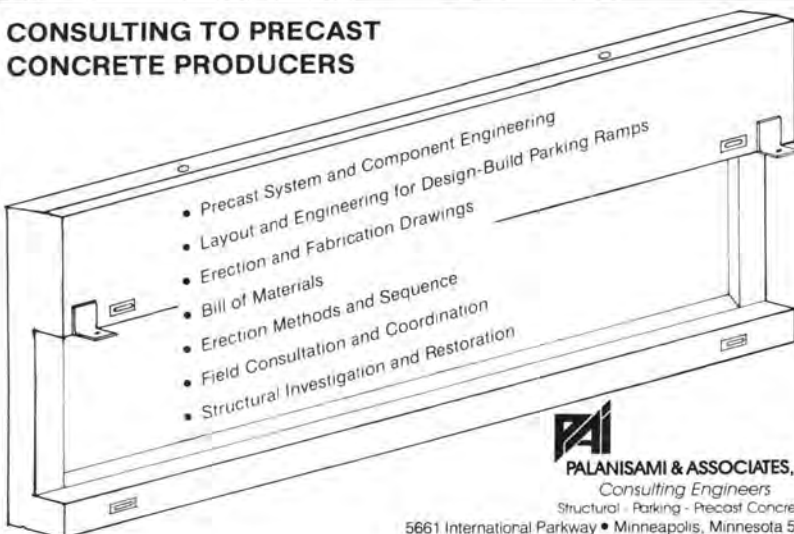 CONSULTING TO PRECAST
CONCRETE PRODUCERS
• Precast System and Component Engineering
• Layout and Engineering for Design-Build Parking Ramps
• Erection and Fabrication Drawings
• Bill of Materials
• Erection Methods and Sequence
• Field Consultation and Coordination
• Structural Investigation and Restoration
PAI
PALANISAMI & ASSOCIATES,
Consulting Engineers
Structural - Parking - Precast Concre
5661 International Parkway • Minneapolis, Minnesota 5